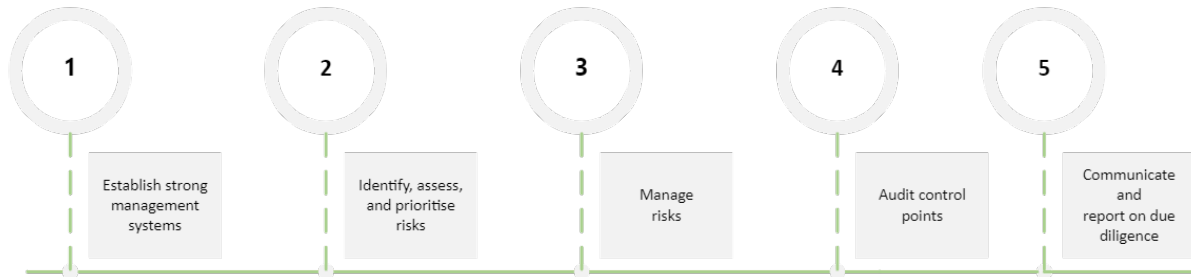 1
2
3
4
5
Establish strong
management
systems
Identify, assess,
and prioritise
risks
Manage
risks
Audit control
points
Communicate
and
report on due
diligence